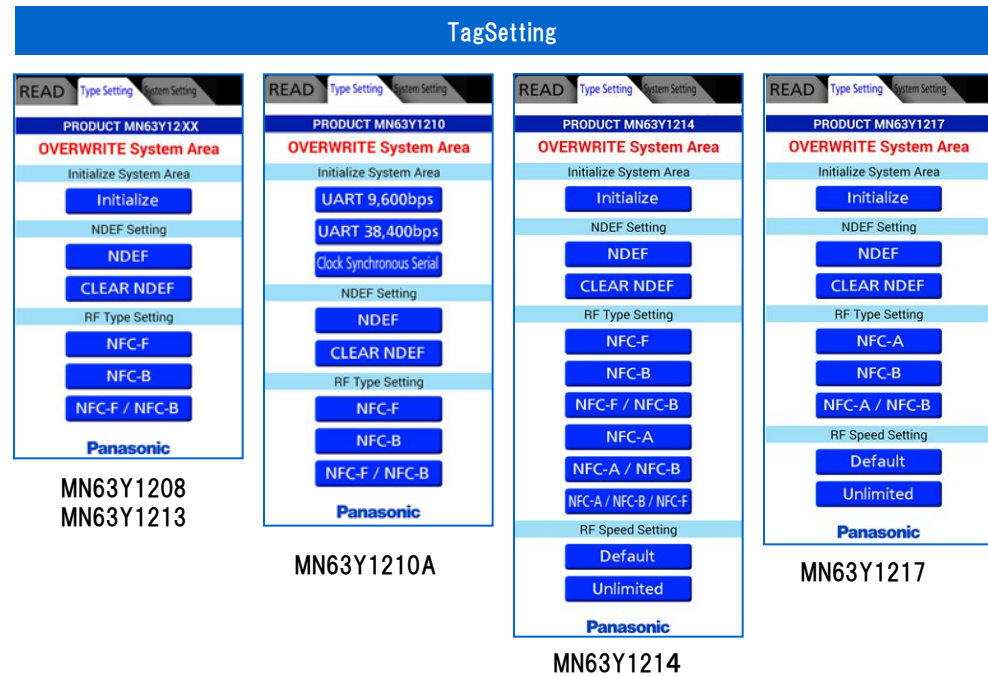 TagSetting
READ Type Setting System Setting
PRODUCT MN63Y12XX
OVERWRITE System Area
Initialize System Area
Initialize
NDEF Setting
NDEF
CLEAR NDEF
RF Type Setting
NFC-F
NFC-B
NFC-F / NFC-B
Panasonic
MN63Y1208
MN63Y1213
READ Type Setting System Setting
PRODUCT MN63Y1210
OVERWRITE System Area
Initialize System Area
UART 9,600bps
UART 38,400bps
Clock Synchronous Serial
NDEF Setting
NDEF
CLEAR NDEF
RF Type Setting
NFC-F
NFC-B
NFC-F / NFC-B
Panasonic
MN63Y1210A
READ Type Setting System Setting
PRODUCT MN63Y1214
OVERWRITE System Area
Initialize System Area
Initialize
NDEF Setting
NDEF
CLEAR NDEF
RF Type Setting
NFC-F
NFC-B
NFC-F / NFC-B
NFC-A
NFC-A / NFC-B
NFC-A / NFC-B / NFC-F
RF Speed Setting
Default
Unlimited
Panasonic
MN63Y1214
READ Type Setting System Setting
PRODUCT MN63Y1217
OVERWRITE System Area
Initialize System Area
Initialize
NDEF Setting
NDEF
CLEAR NDEF
RF Type Setting
NFC-A
NFC-B
NFC-A / NFC-B
RF Speed Setting
Default
Unlimited
Panasonic
MN63Y1217